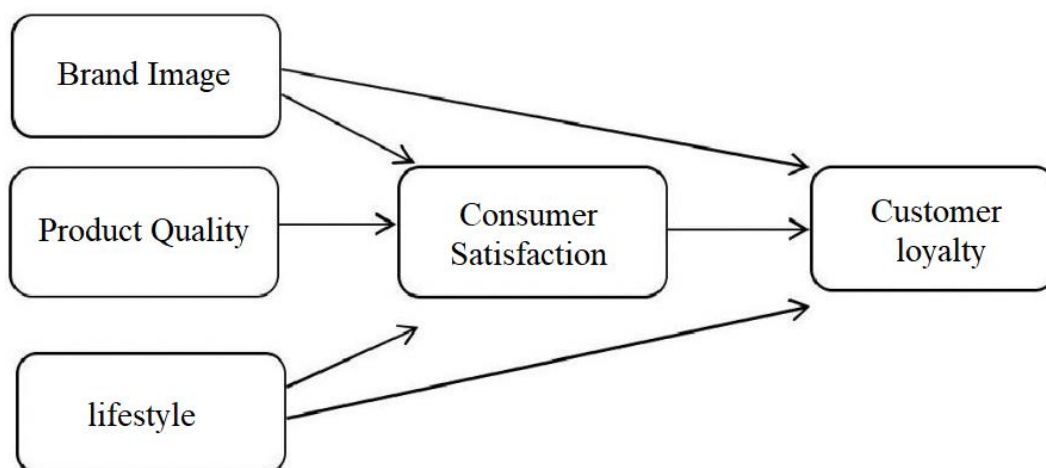 Brand Image
Product Quality
Consumer
Satisfaction
Customer
loyalty
lifestyle